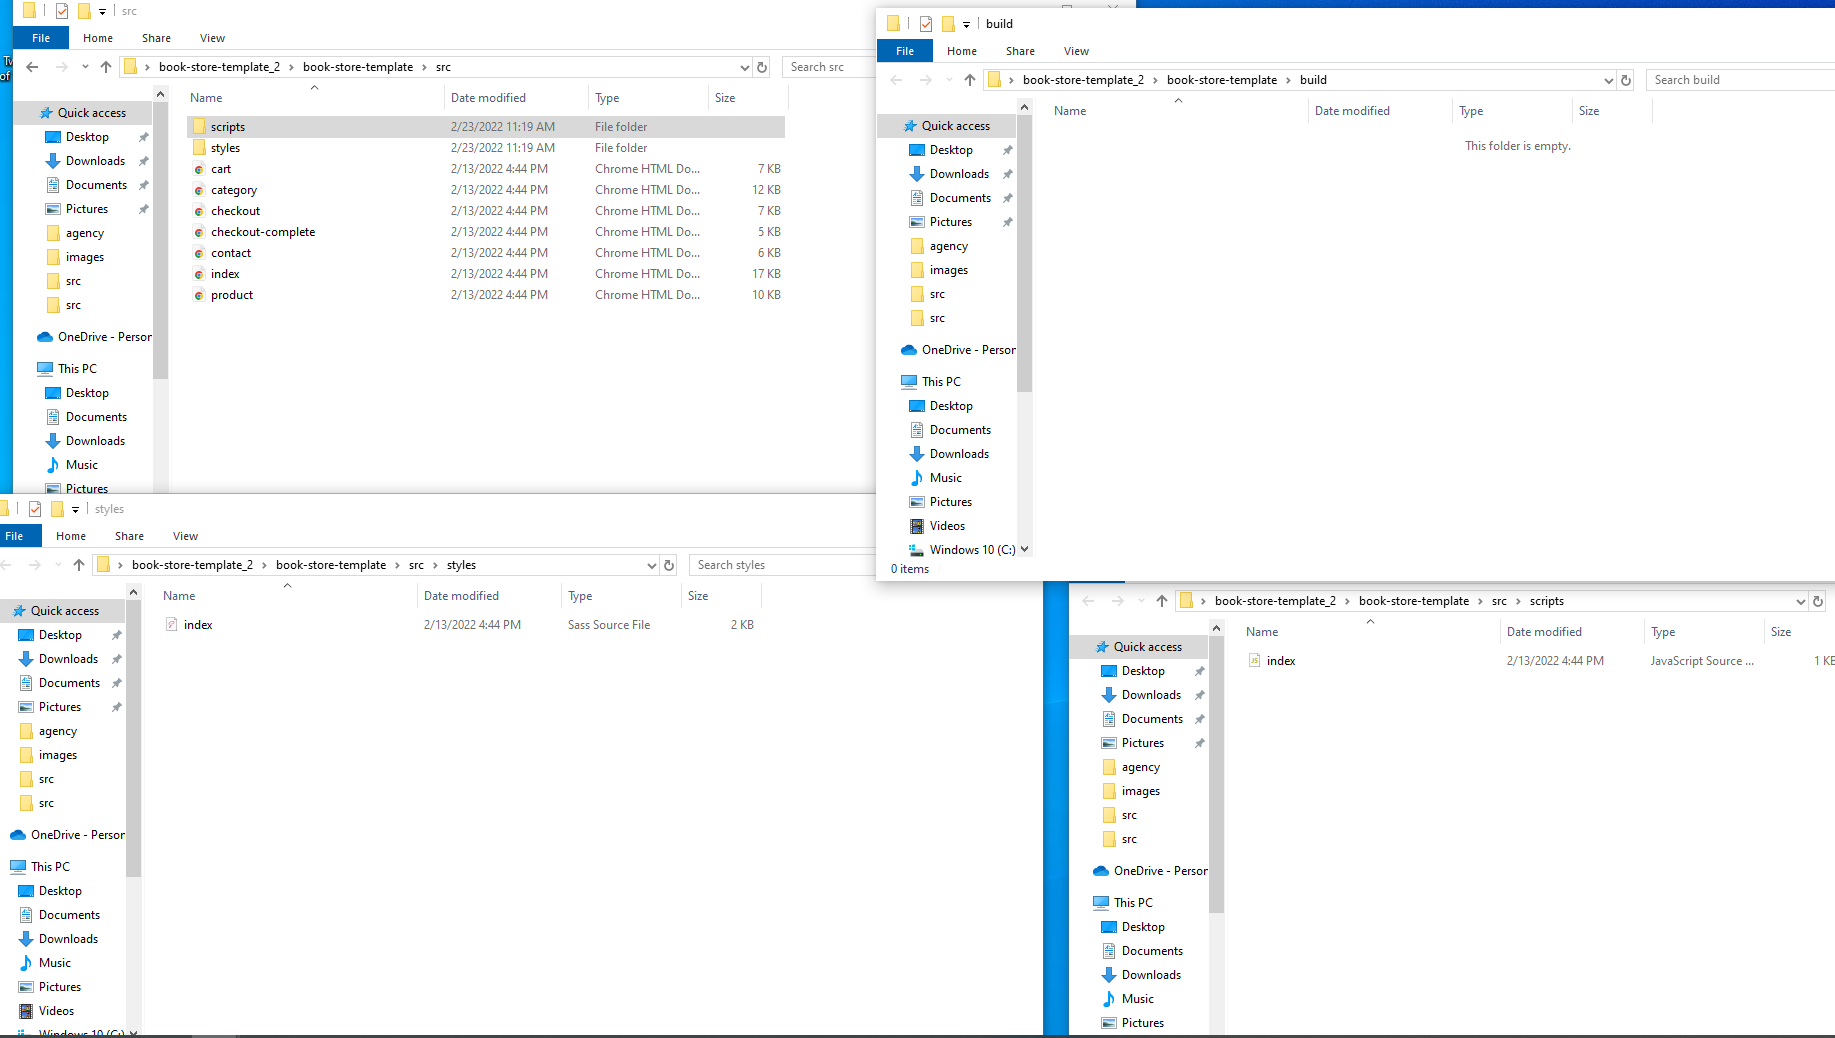 src
File Home Share View
book-store-template_2 book-store-template src
Search src
Name Date modified Type Size
Quick access
Desktop
Downloads
Documents
Pictures
agency
images
src
src
OneDrive - Person
This PC
Desktop
Documents
Downloads
Music
Pictures
scripts 2/23/2022 11:19 AM File folder
styles 2/23/2022 11:19 AM File folder
cart 2/13/2022 4:44 PM Chrome HTML Do... 7 KB
category 2/13/2022 4:44 PM Chrome HTML Do... 12 KB
checkout 2/13/2022 4:44 PM Chrome HTML Do... 7 KB
checkout-complete 2/13/2022 4:44 PM Chrome HTML Do... 5 KB
contact 2/13/2022 4:44 PM Chrome HTML Do... 6 KB
index 2/13/2022 4:44 PM Chrome HTML Do... 17 KB
product 2/13/2022 4:44 PM Chrome HTML Do... 10 KB
build
File Home Share View
book-store-template_2 book-store-template build
Search build
Name Date modified Type Size
This folder is empty.
Quick access
Desktop
Downloads
Documents
Pictures
agency
images
src
src
OneDrive - Person
This PC
Desktop
Documents
Downloads
Music
Pictures
Videos
Windows 10 (C:)
0 items
styles
File Home Share View
book-store-template_2 book-store-template src styles
Search styles
Name Date modified Type Size
index 2/13/2022 4:44 PM Sass Source File 2 KB
Quick access
Desktop
Downloads
Documents
Pictures
agency
images
src
src
OneDrive - Person
This PC
Desktop
Documents
Downloads
Music
Pictures
Videos
Windows 10 (C:)
book-store-template_2 book-store-template src scripts
Name Date modified Type Size
index 2/13/2022 4:44 PM JavaScript Source ... 1 KB
Quick access
Desktop
Downloads
Documents
Pictures
agency
images
src
src
OneDrive - Person
This PC
Desktop
Documents
Downloads
Music
Pictures